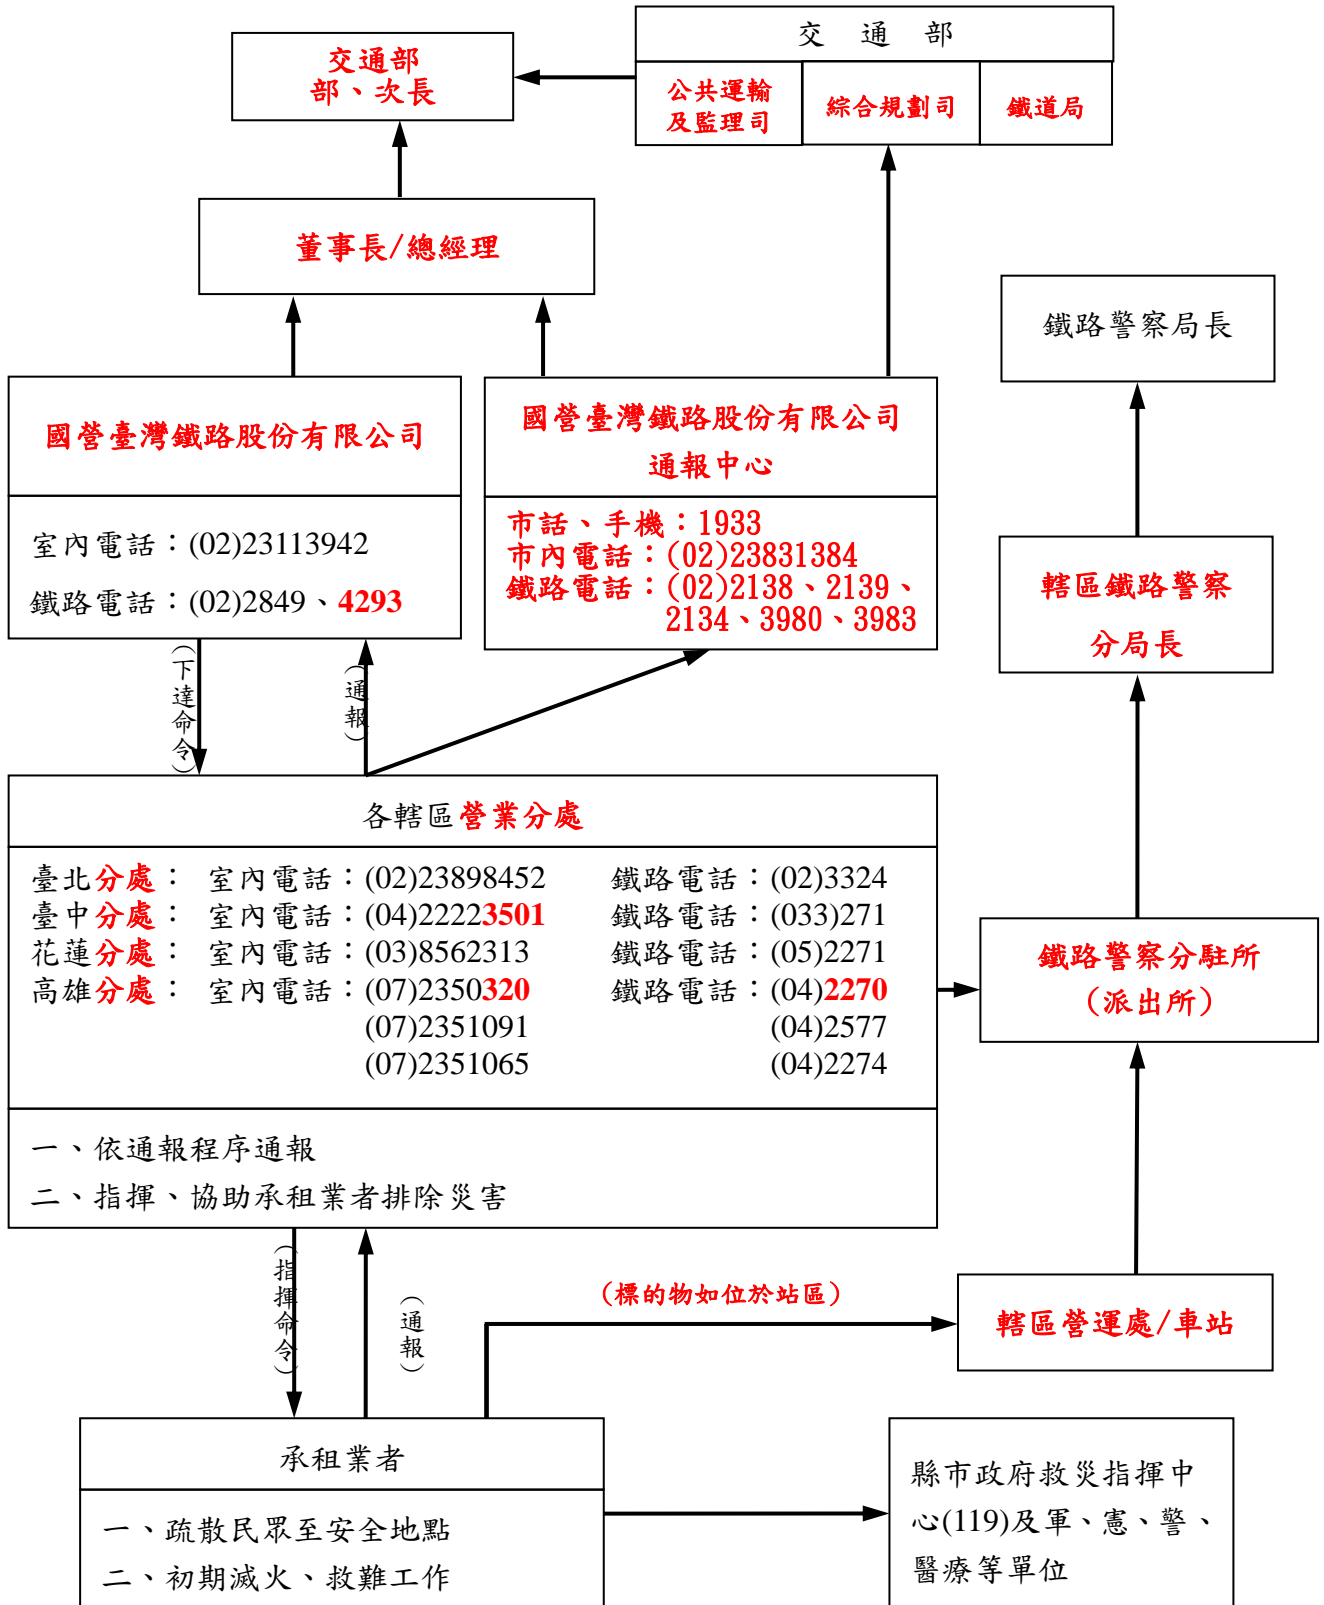 交通部
部、次長
交通部
公共運輸
及監理司
綜合規劃司
鐵道局
董事長/總經理
鐵路警察局長
國營臺灣鐵路股份有限公司
室內電話：(02)23113942
鐵路電話：(02)2849、4293
國營臺灣鐵路股份有限公司
通報中心
市話、手機：1933
市內電話：(02)23831384
鐵路電話：(02)2138、2139、
2134、3980、3983
轄區鐵路警察
分局長
(下達命令)
(通報)
各轄區營業分處
臺北分處： 室內電話：(02)23898452 鐵路電話：(02)3324
臺中分處： 室內電話：(04)22223501 鐵路電話：(033)271
花蓮分處： 室內電話：(03)8562313 鐵路電話：(05)2271
高雄分處： 室內電話：(07)2350320 鐵路電話：(04)2270
(07)2351091 (04)2577
(07)2351065 (04)2274
一、依通報程序通報
二、指揮、協助承租業者排除災害
鐵路警察分駐所
(派出所)
(指揮命令)
(通報)
(標的物如位於站區)
轄區營運處/車站
承租業者
一、疏散民眾至安全地點
二、初期滅火、救難工作
縣市政府救災指揮中
心(119)及軍、憲、警、
醫療等單位